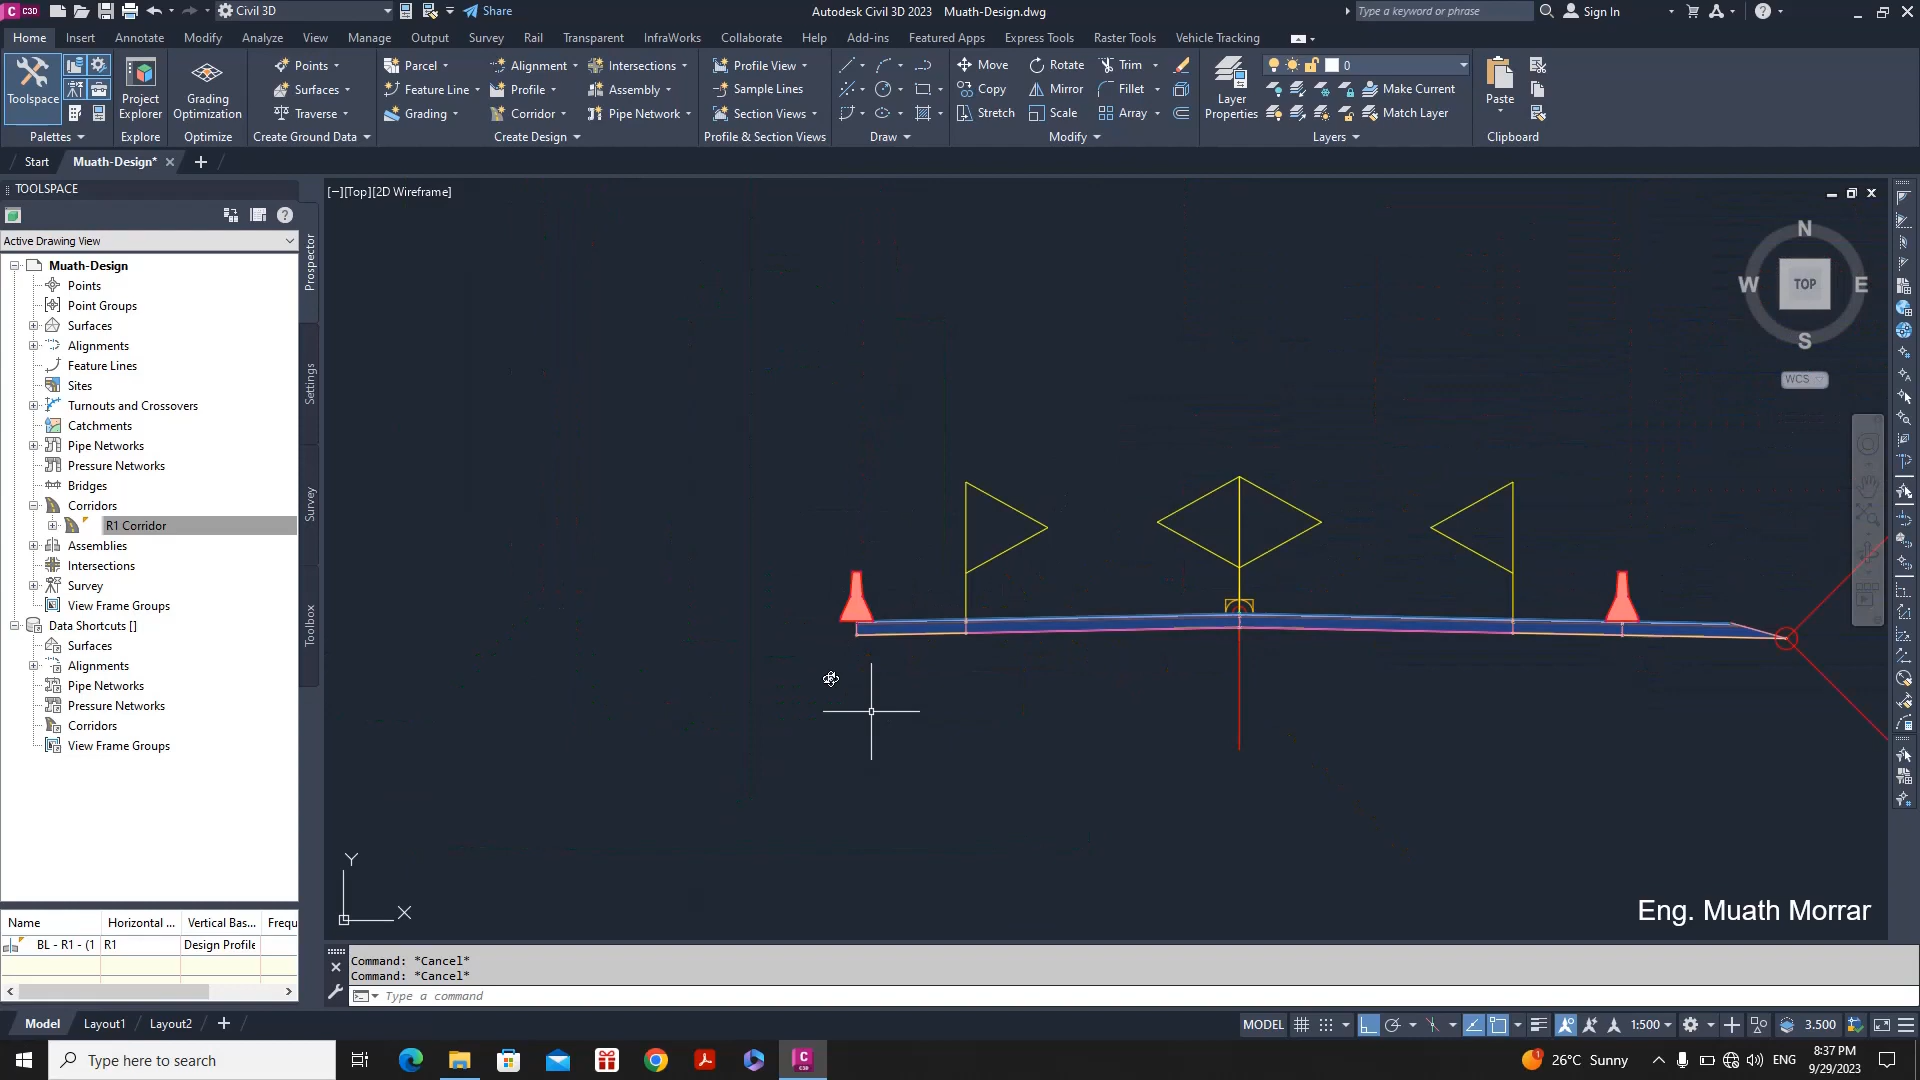 C3D Civil 3D Share Autodesk Civil 3D 2023 Muath-Design.dwg Type a keyword or phrase Sign In
Home Insert Annotate Modify Analyze View Manage Output Survey Rail Transparent InfraWorks Collaborate Help Add-ins Featured Apps Express Tools Raster Tools Vehicle Tracking
Parcel Alignment Intersections Profile View Move Rotate Trim 0
Points
Feature Line Profile Assembly Sample Lines Copy Mirror Fillet Make Current
Surfaces
Toolspace Project Explorer Grading Optimization Layer Properties Paste
Traverse Grading Corridor Pipe Network Section Views Stretch Scale Array Match Layer
Palettes Explore Optimize Create Ground Data Create Design Profile & Section Views Draw Modify Layers Clipboard
Start Muath-Design*
TOOLSPACE
[−][Top][2D Wireframe]
Active Drawing View
Muath-Design
Points
Point Groups
Surfaces
Alignments
Feature Lines
Sites
Turnouts and Crossovers
Catchments
Pipe Networks
Pressure Networks
Bridges
Corridors
R1 Corridor
Assemblies
Intersections
Survey
View Frame Groups
Data Shortcuts []
Surfaces
Alignments
Pipe Networks
Pressure Networks
Corridors
View Frame Groups
Prospector
Settings
Survey
Toolbox
N
W TOP E
S
WCS
Y
X
Eng. Muath Morrar
Name Horizontal ... Vertical Bas... Frequ
BL - R1 - (1 R1 Design Profile
Command: *Cancel*
Command: *Cancel*
Type a command
Model Layout1 Layout2 MODEL 1:500 3.500
Type here to search 26°C Sunny ENG 8:37 PM
9/29/2023